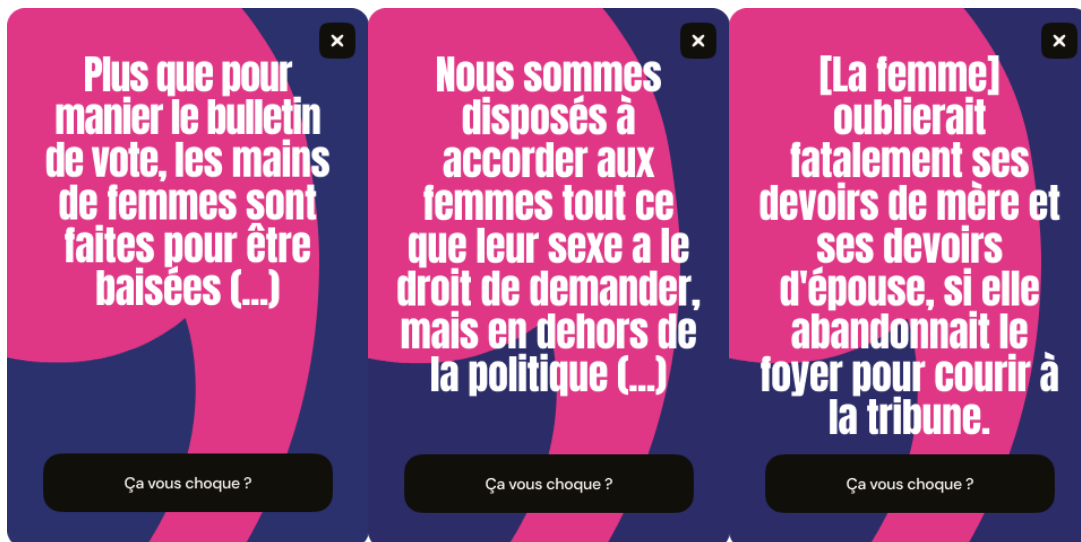 Plus que pour
manier le bulletin
de vote, les mains
de femmes sont
faites pour être
baisées (...)
Ça vous choque ?
Nous sommes
disposés à
accorder aux
femmes tout ce
que leur sexe a le
droit de demander,
mais en dehors de
la politique (...)
Ça vous choque ?
[La femme]
oublierait
fatalement ses
devoirs de mère et
ses devoirs
d'épouse, si elle
abandonnait le
foyer pour courir à
la tribune.
Ça vous choque ?